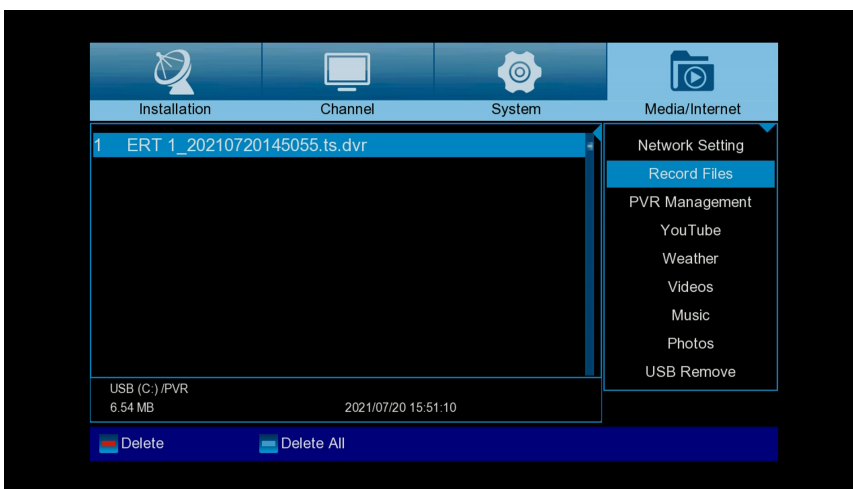 Installation Channel System Media/Internet
1 ERT 1_20210720145055.ts.dvr
Network Setting
Record Files
PVR Management
YouTube
Weather
Videos
Music
Photos
USB Remove
USB (C:) /PVR
6.54 MB 2021/07/20 15:51:10
Delete Delete All